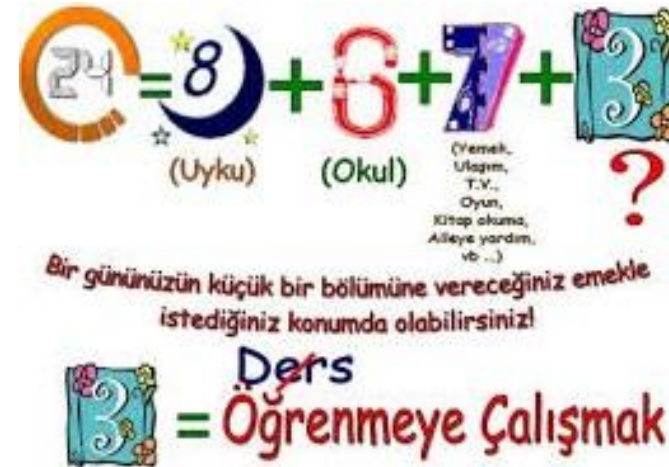 24 = 8 + 6 + 7 + 3
(Uyku) (Okul) (Yemek,
Ulaşım,
T.V.,
Oyun,
Kitap okuma,
Aileye yardım,
vb ...)
?
Bir gününüzün küçük bir bölümüne vereceğiniz emekle
istediğiniz konumda olabilirsiniz!
Ders
3 = Öğrenmeye Çalışmak